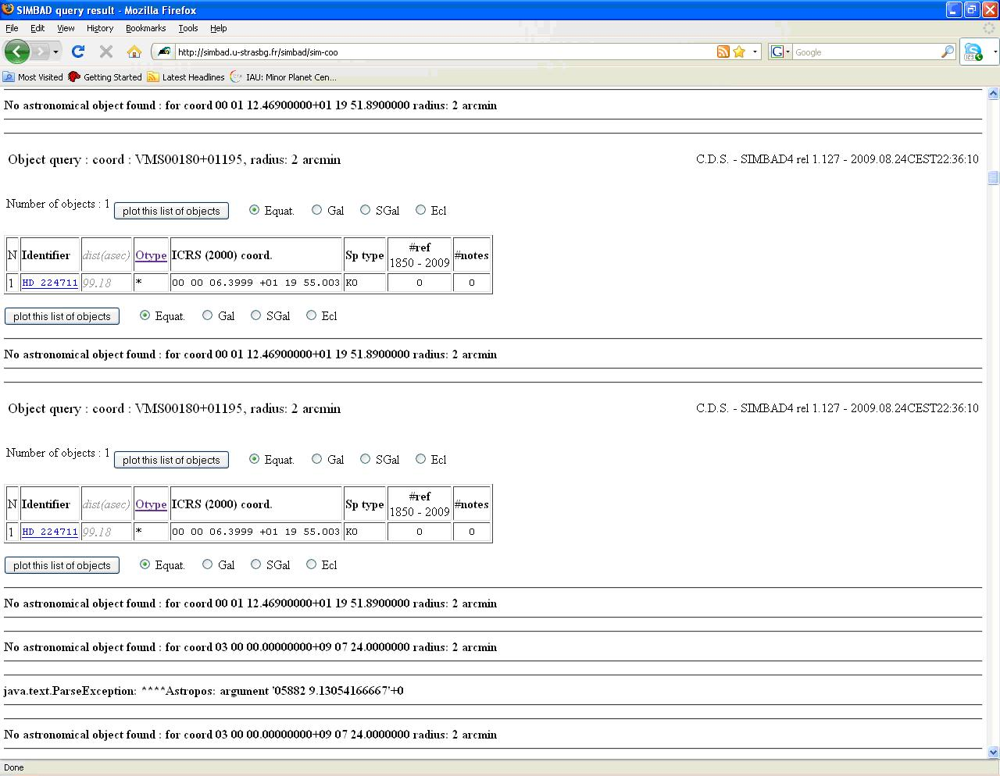 SIMBAD query result - Mozilla Firefox
File Edit View History Bookmarks Tools Help
http://simbad.u-strasbg.fr/simbad/sim-coo
G Google
Most Visited Getting Started Latest Headlines IAU: Minor Planet Cen...
No astronomical object found : for coord 00 01 12.46900000+01 19 51.8900000 radius: 2 arcmin
Object query : coord : VMS00180+01195, radius: 2 arcmin C.D.S. - SIMBAD4 rel 1.127 - 2009.08.24CEST22:36:10
Number of objects : 1 plot this list of objects Equat. Gal SGal Ecl
N Identifier dist(asec) Otype ICRS (2000) coord. Sp type #ref 1850 - 2009 #notes
1 HD 224711 99.18 * 00 00 06.3999 +01 19 55.003 K0 0 0
plot this list of objects Equat. Gal SGal Ecl
No astronomical object found : for coord 00 01 12.46900000+01 19 51.8900000 radius: 2 arcmin
Object query : coord : VMS00180+01195, radius: 2 arcmin C.D.S. - SIMBAD4 rel 1.127 - 2009.08.24CEST22:36:10
Number of objects : 1 plot this list of objects Equat. Gal SGal Ecl
N Identifier dist(asec) Otype ICRS (2000) coord. Sp type #ref 1850 - 2009 #notes
1 HD 224711 99.18 * 00 00 06.3999 +01 19 55.003 K0 0 0
plot this list of objects Equat. Gal SGal Ecl
No astronomical object found : for coord 00 01 12.46900000+01 19 51.8900000 radius: 2 arcmin
No astronomical object found : for coord 03 00 00.00000000+09 07 24.0000000 radius: 2 arcmin
java.text.ParseException: ****Astropos: argument '05882 9.13054166667'+0
No astronomical object found : for coord 03 00 00.00000000+09 07 24.0000000 radius: 2 arcmin
Done